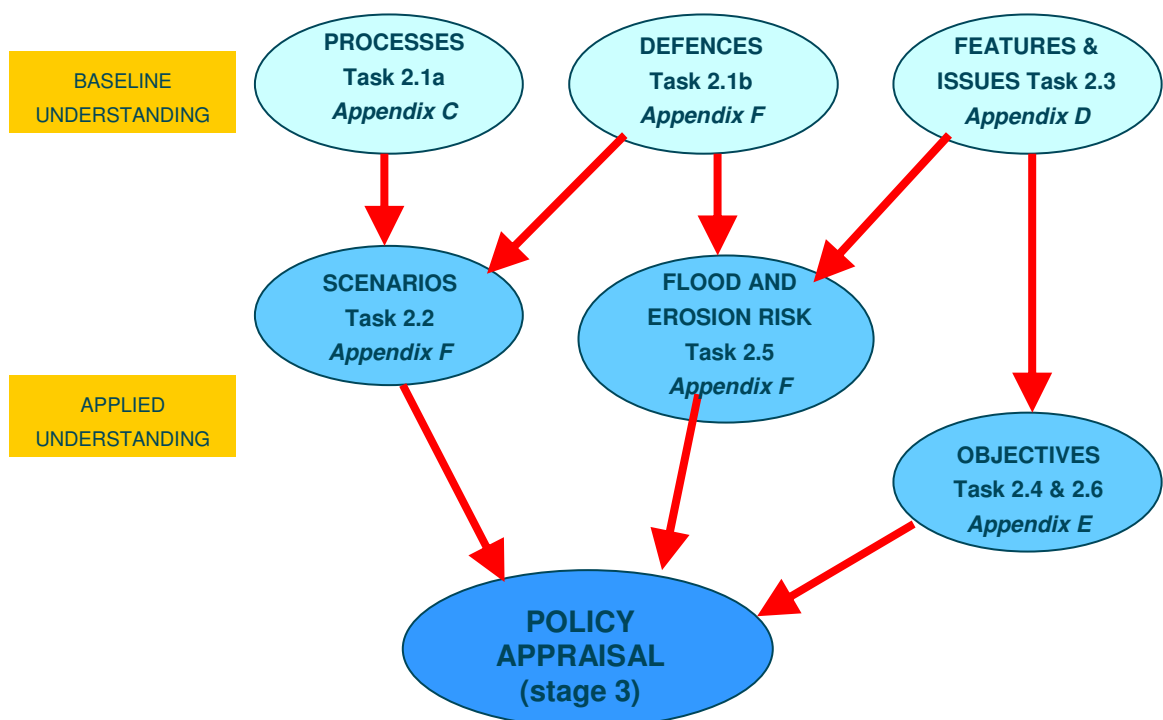 BASELINE
UNDERSTANDING
PROCESSES
Task 2.1a
Appendix C
DEFENCES
Task 2.1b
Appendix F
FEATURES &
ISSUES Task 2.3
Appendix D
SCENARIOS
Task 2.2
Appendix F
FLOOD AND
EROSION RISK
Task 2.5
Appendix F
APPLIED
UNDERSTANDING
OBJECTIVES
Task 2.4 & 2.6
Appendix E
POLICY
APPRAISAL
(stage 3)